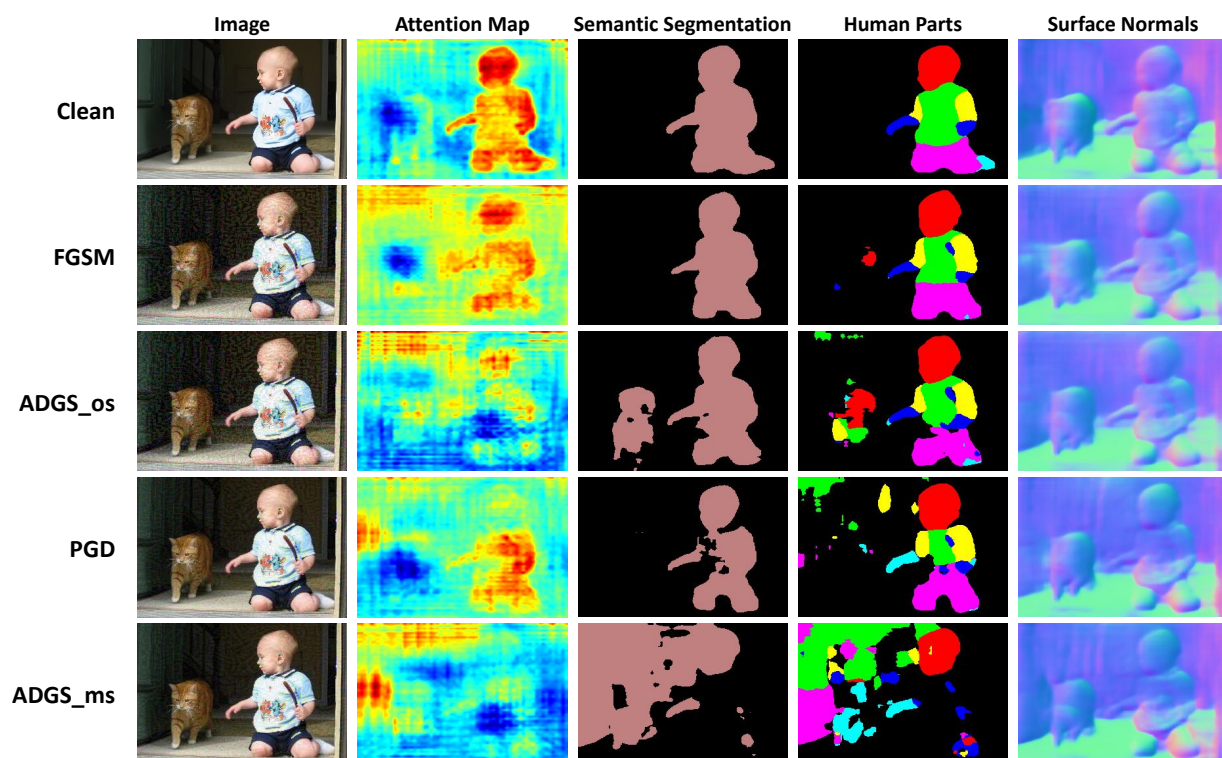 Image Attention Map Semantic Segmentation Human Parts Surface Normals
Clean
FGSM
ADGS_os
PGD
ADGS_ms